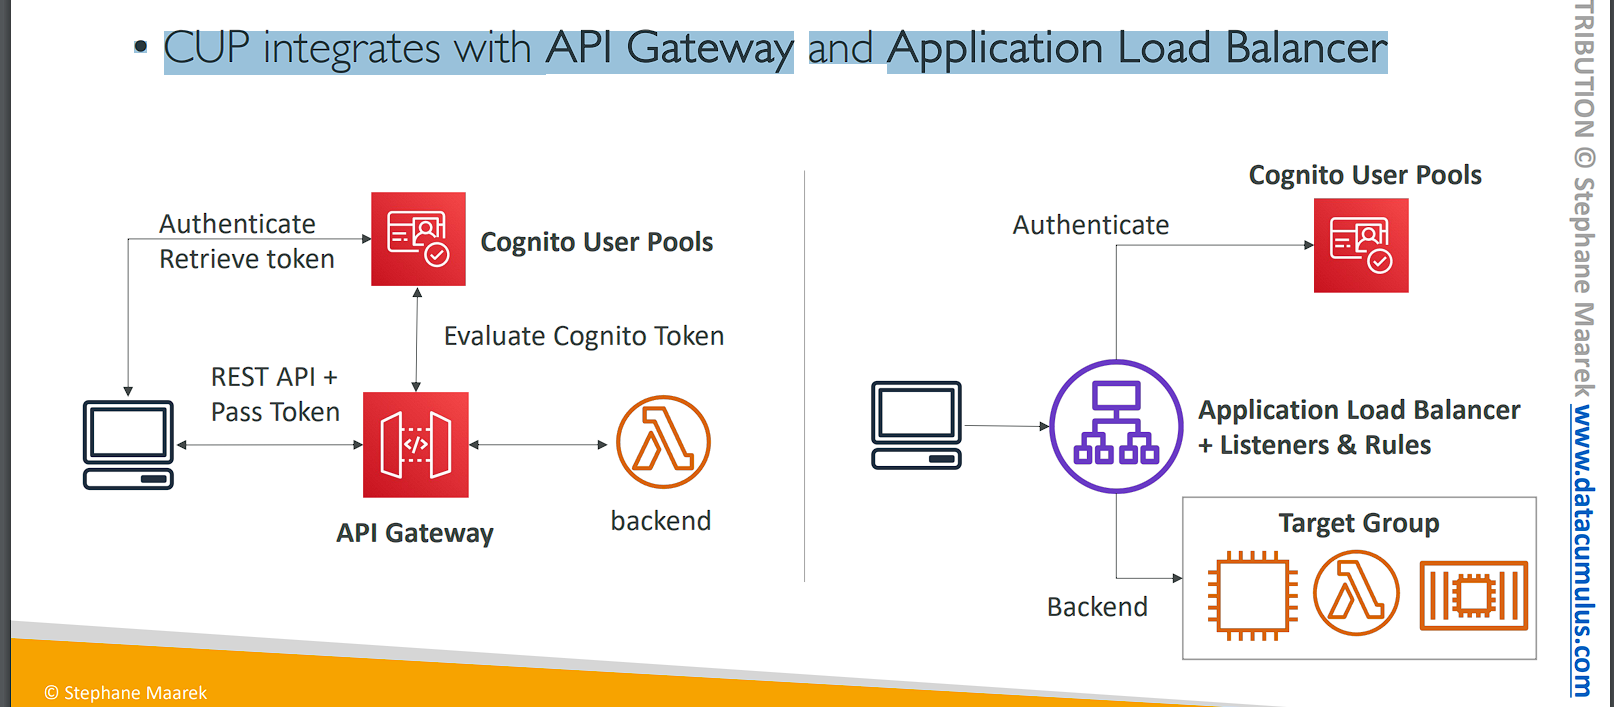 • CUP integrates with API Gateway and Application Load Balancer
Authenticate
Retrieve token
Cognito User Pools
Evaluate Cognito Token
REST API +
Pass Token
API Gateway
backend
Cognito User Pools
Authenticate
Application Load Balancer
+ Listeners & Rules
Target Group
Backend
© Stephane Maarek
TRIBUTION © Stephane Maarek www.datacumulus.com